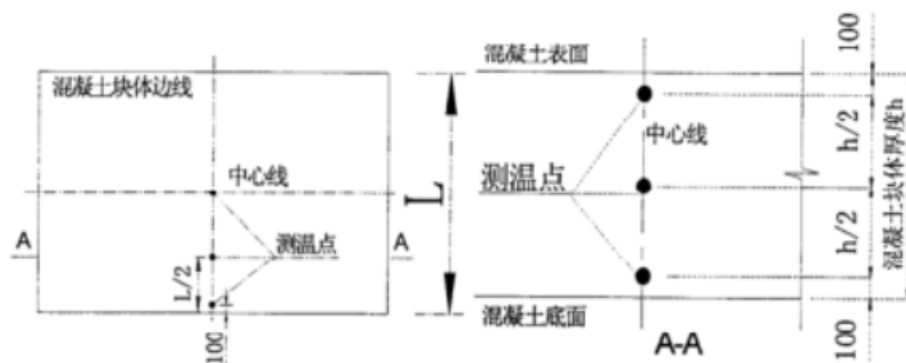 混凝土块体边线
中心线
A
测温点
A
L/2
100
L
混凝土表面
中心线
测温点
混凝土底面
A-A
100
h/2
h/2
100
混凝土块体厚度h